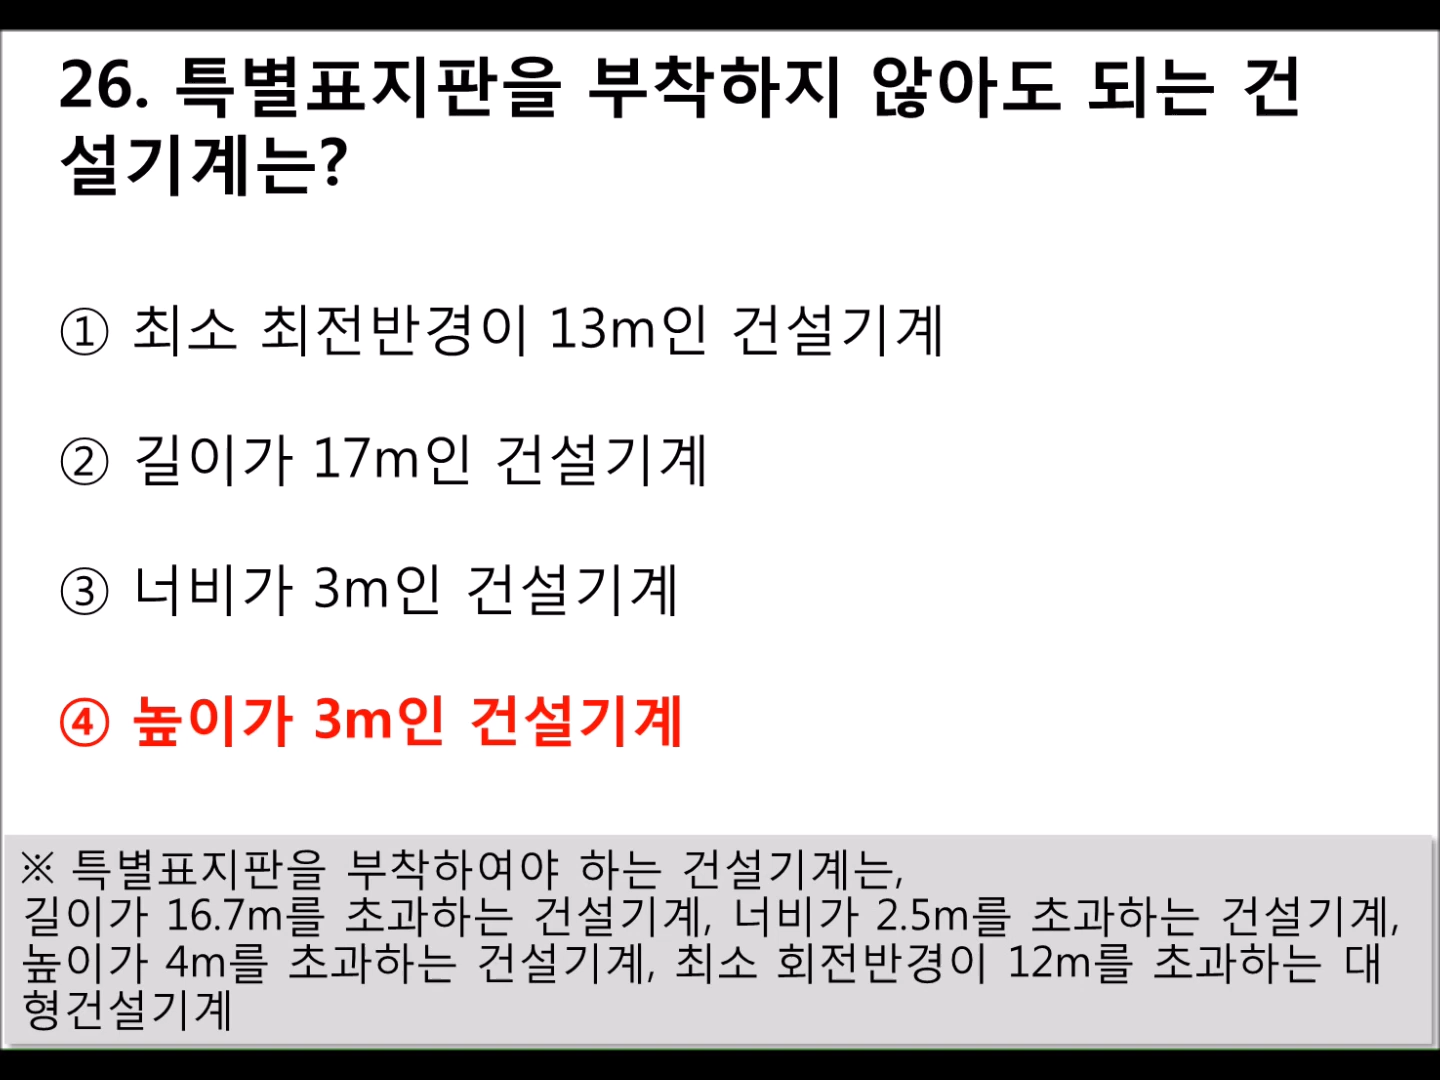 26. 특별표지판을 부착하지 않아도 되는 건
설기계는?
① 최소 최전반경이 13m인 건설기계
② 길이가 17m인 건설기계
③ 너비가 3m인 건설기계
④ 높이가 3m인 건설기계
※ 특별표지판을 부착하여야 하는 건설기계는,
길이가 16.7m를 초과하는 건설기계, 너비가 2.5m를 초과하는 건설기계,
높이가 4m를 초과하는 건설기계, 최소 회전반경이 12m를 초과하는 대
형건설기계